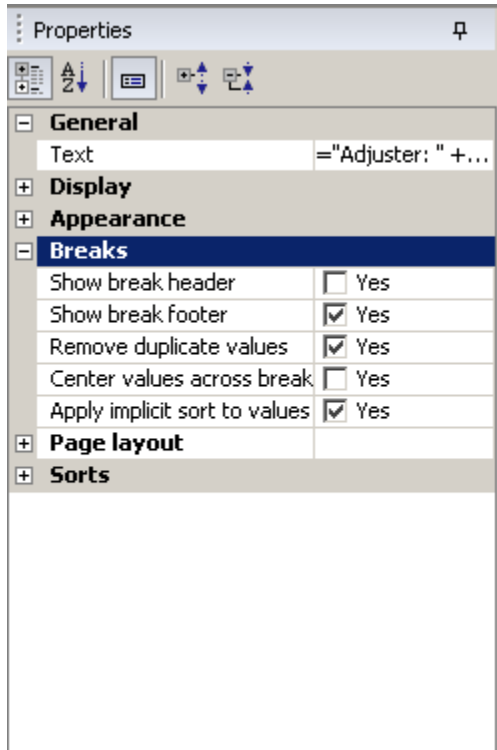 Properties
General
Text ="Adjuster: " +...
Display
Appearance
Breaks
Show break header Yes
Show break footer Yes
Remove duplicate values Yes
Center values across break Yes
Apply implicit sort to values Yes
Page layout
Sorts